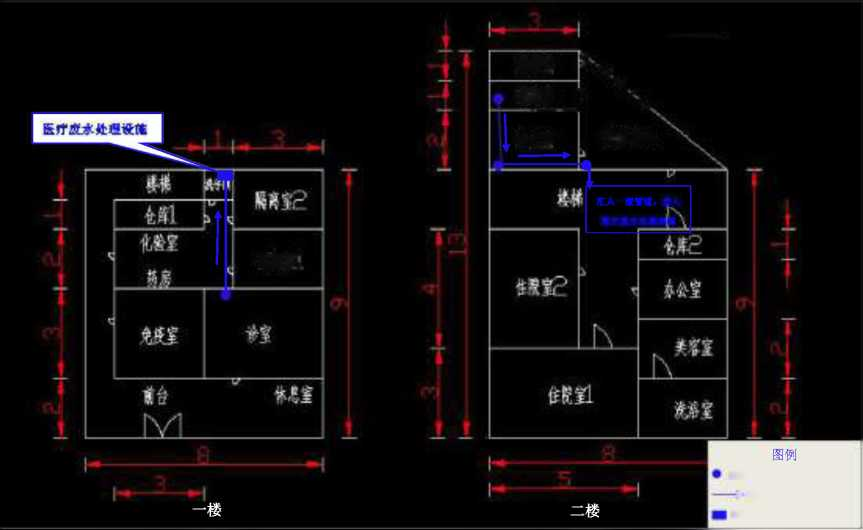 3
1
1
2
13
医疗废水处理设施
1
3
楼梯
隔离室2
仓库1
1
化验室
2
药房
免疫室
诊室
3
9
前台
休息室
2
8
3
一楼
楼梯
仓库2
1
住院室2
办公室
4
9
美容室
2
住院室1
洗浴室
3
2
8
5
二楼
图例